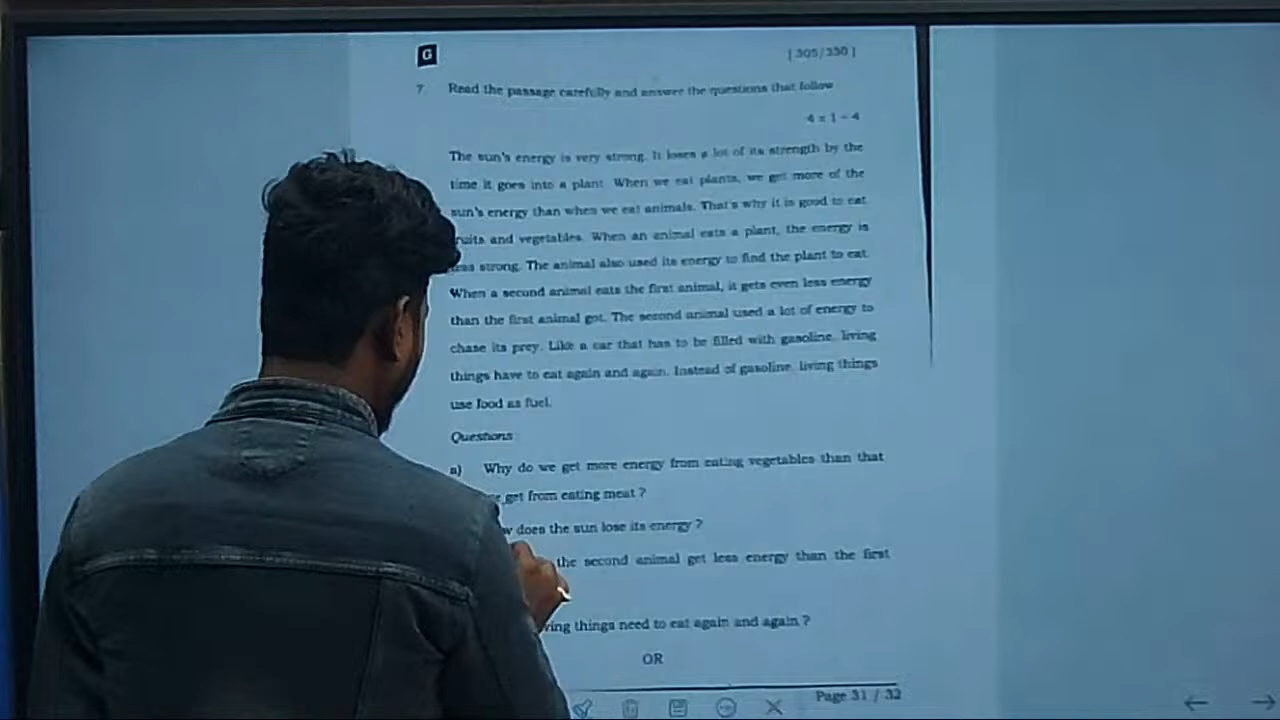 G
[ 305/330 ]
7. Read the passage carefully and answer the questions that follow
4 x 1 = 4
The sun's energy is very strong. It loses a lot of its strength by the
time it goes into a plant. When we eat plants, we get more of the
sun's energy than when we eat animals. That's why it is good to eat
ruits and vegetables. When an animal eats a plant, the energy is
strong. The animal also used its energy to find the plant to eat.
When a second animal eats the first animal, it gets even less energy
than the first animal got. The second animal used a lot of energy to
chase its prey. Like a car that has to be filled with gasoline, living
things have to eat again and again. Instead of gasoline, living things
use food as fuel.
Questions
a) Why do we get more energy from eating vegetables than that
get from eating meat ?
w does the sun lose its energy ?
the second animal get less energy than the first
ving things need to eat again and again ?
OR
Page 31 / 32